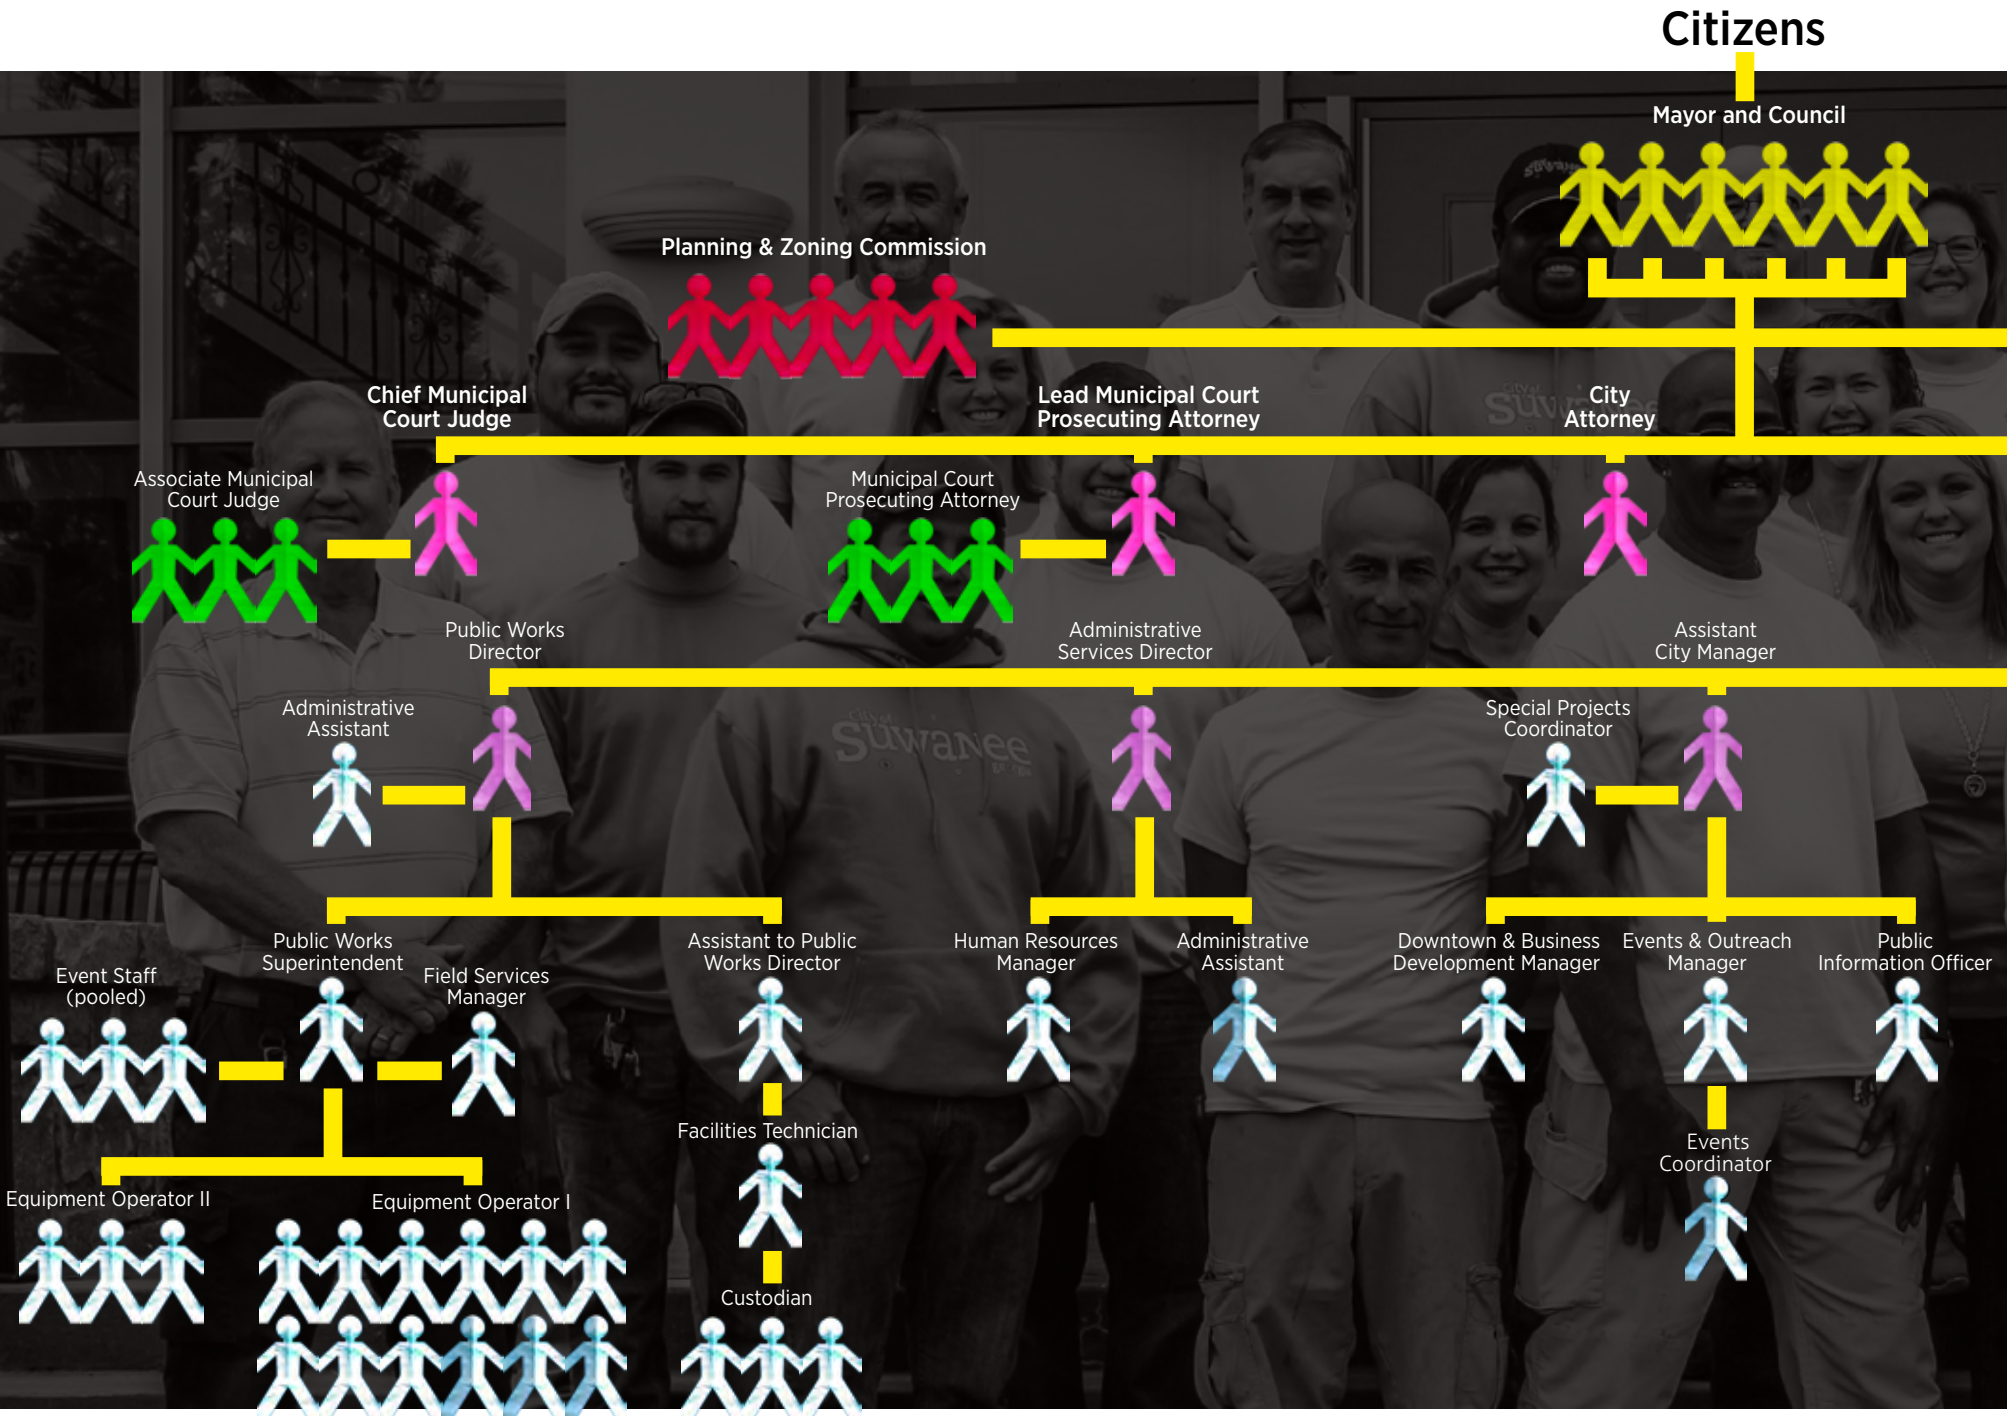 Citizens
Mayor and Council
Planning & Zoning Commission
Chief Municipal
Court Judge
Lead Municipal Court
Prosecuting Attorney
City
Attorney
Associate Municipal
Court Judge
Municipal Court
Prosecuting Attorney
Public Works
Director
Administrative
Services Director
Assistant
City Manager
Administrative
Assistant
Special Projects
Coordinator
city of
Suwanee
Public Works
Superintendent
Assistant to Public
Works Director
Human Resources
Manager
Administrative
Assistant
Downtown & Business
Development Manager
Events & Outreach
Manager
Public
Information Officer
Event Staff
(pooled)
Field Services
Manager
Facilities Technician
Events
Coordinator
Equipment Operator II
Equipment Operator I
Custodian